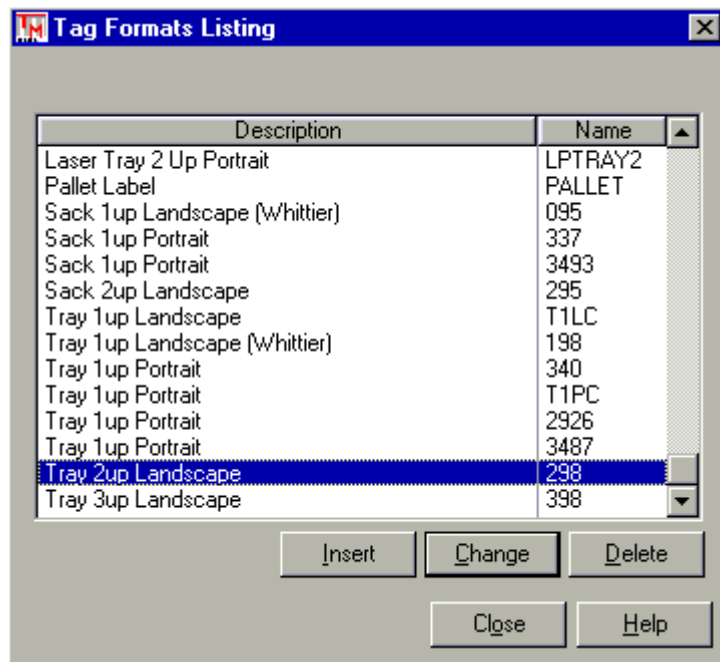 TM Tag Formats Listing
Description Name
Laser Tray 2 Up Portrait LPTRAY2
Pallet Label PALLET
Sack 1up Landscape (Whittier) 095
Sack 1up Portrait 337
Sack 1up Portrait 3493
Sack 2up Landscape 295
Tray 1up Landscape T1LC
Tray 1up Landscape (Whittier) 198
Tray 1up Portrait 340
Tray 1up Portrait T1PC
Tray 1up Portrait 2926
Tray 1up Portrait 3487
Tray 2up Landscape 298
Tray 3up Landscape 398
Insert Change Delete
Close Help